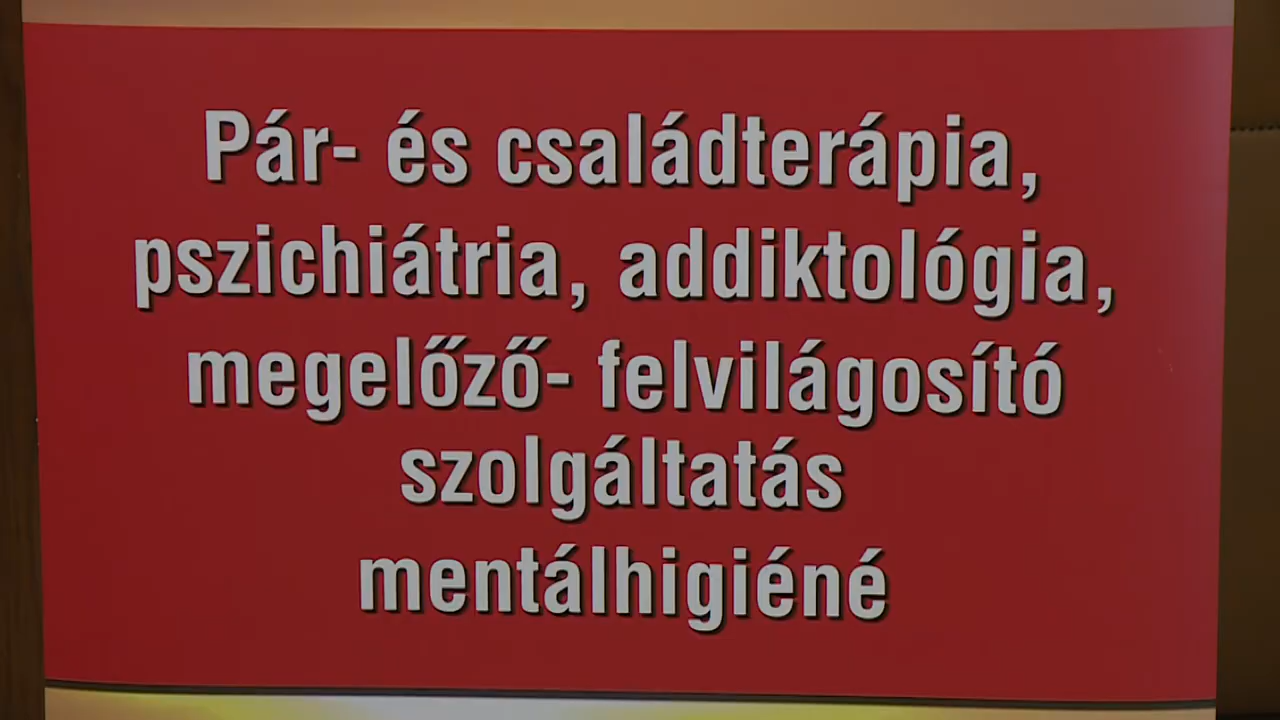 Pár- és családterápia,
pszichiátria, addiktológia,
megelőző- felvilágosító
szolgáltatás
mentálhigiéné